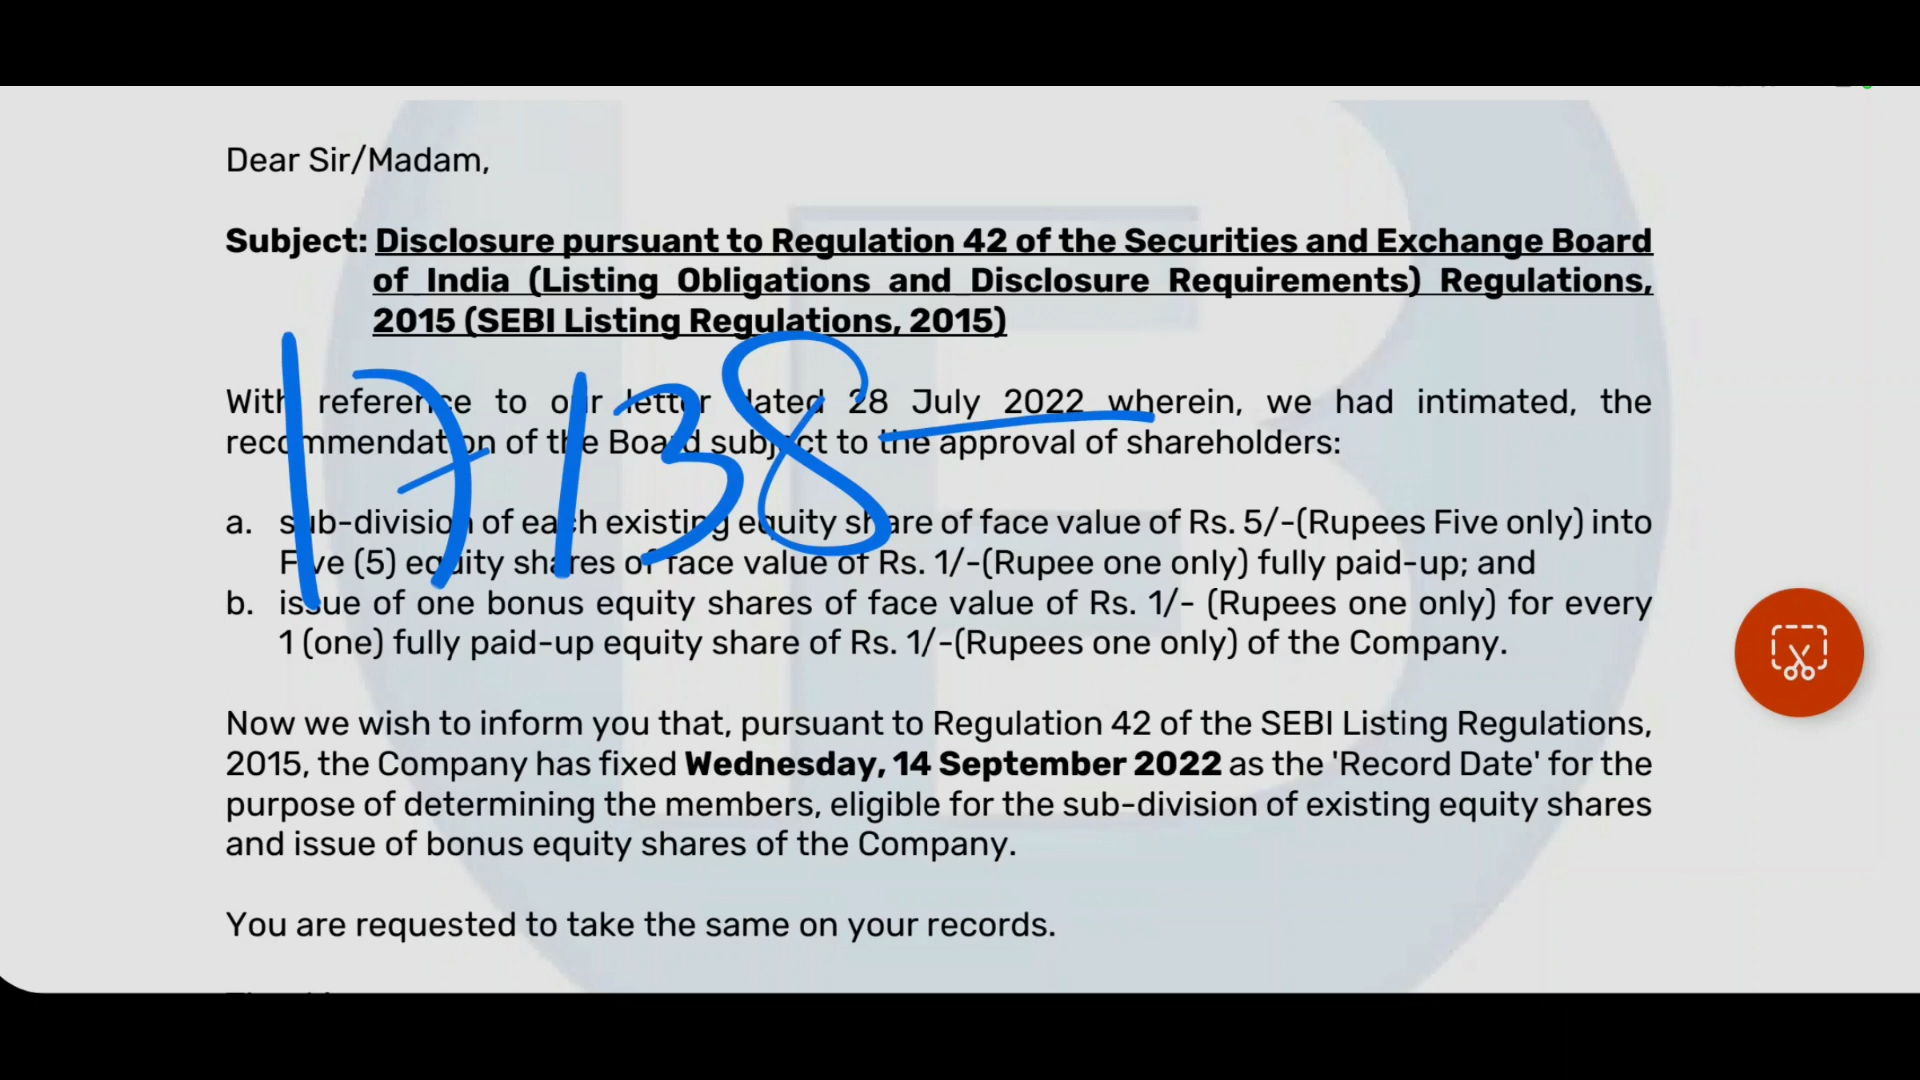 Dear Sir/Madam,
Subject: Disclosure pursuant to Regulation 42 of the Securities and Exchange Board
of India (Listing Obligations and Disclosure Requirements) Regulations,
2015 (SEBI Listing Regulations, 2015)
With reference to our letter dated 28 July 2022 wherein, we had intimated, the
recommendation of the Board subject to the approval of shareholders:
17138
a. sub-division of each existing equity share of face value of Rs. 5/-(Rupees Five only) into
Five (5) equity shares of face value of Rs. 1/-(Rupee one only) fully paid-up; and
b. issue of one bonus equity shares of face value of Rs. 1/- (Rupees one only) for every
1 (one) fully paid-up equity share of Rs. 1/-(Rupees one only) of the Company.
Now we wish to inform you that, pursuant to Regulation 42 of the SEBI Listing Regulations,
2015, the Company has fixed Wednesday, 14 September 2022 as the 'Record Date' for the
purpose of determining the members, eligible for the sub-division of existing equity shares
and issue of bonus equity shares of the Company.
You are requested to take the same on your records.